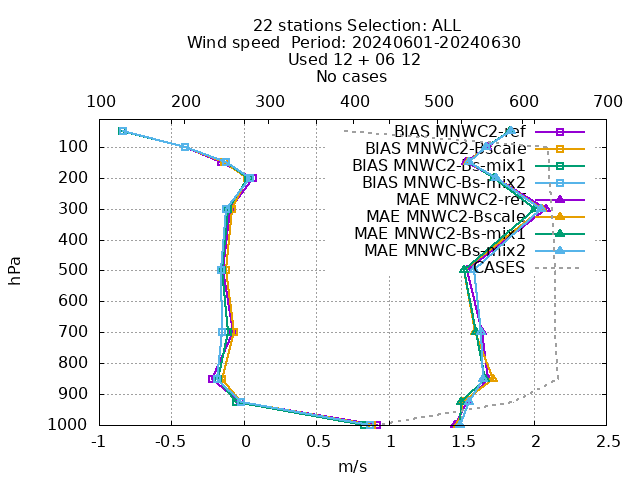 22 stations Selection: ALL
Wind speed  Period: 20240601-20240630
Used 12 + 06 12
No cases
100 200 300 400 500 600 700
BIAS MNWC2-ref
BIAS MNWC2-Bscale
BIAS MNWC2-Bs-mix1
BIAS MNWC-Bs-mix2
MAE MNWC2-ref
MAE MNWC2-Bscale
MAE MNWC2-Bs-mix1
MAE MNWC-Bs-mix2
CASES
100
200
300
400
500
600
700
800
900
1000
hPa
-1 -0.5 0 0.5 1 1.5 2 2.5
m/s